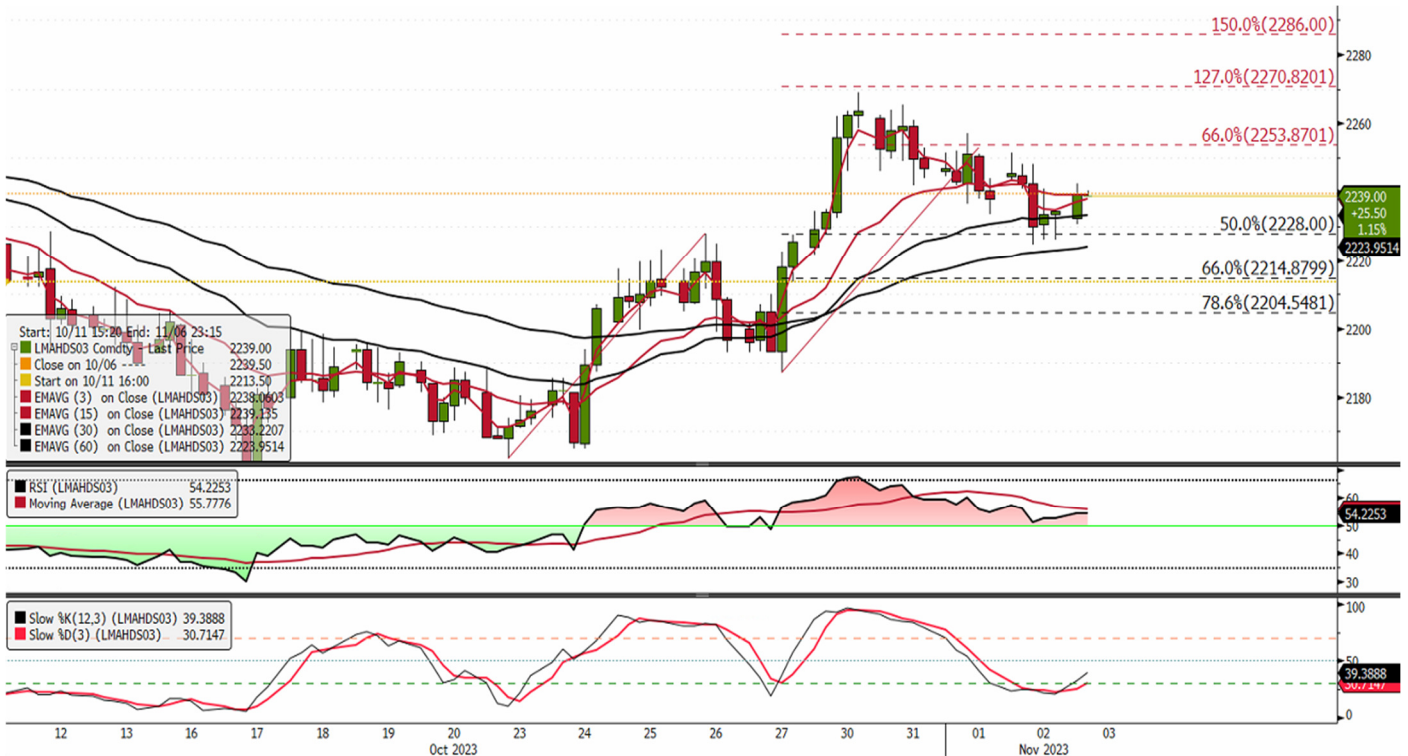 150.0%(2286.00)
2280
127.0%(2270.8201)
2260
66.0%(2253.8701)
2239.00
+25.50
1.15%
50.0%(2228.00)
2223.9514
2220
66.0%(2214.8799)
78.6%(2204.5481)
2200
2180
Start: 10/11 15:20 End: 11/06 23:15
LMAHDS03 Comdty - Last Price 2239.00
Close on 10/06 ---- 2239.50
Start on 10/11 16:00 2213.50
EMAVG (3) on Close (LMAHDS03) 2238.0603
EMAVG (15) on Close (LMAHDS03) 2239.135
EMAVG (30) on Close (LMAHDS03) 2233.2207
EMAVG (60) on Close (LMAHDS03) 2223.9514
RSI (LMAHDS03) 54.2253
Moving Average (LMAHDS03) 55.7776
60
54.2253
50
40
30
Slow %K(12,3) (LMAHDS03) 39.3888
Slow %D(3) (LMAHDS03) 30.7147
100
50
39.3888
30.7147
0
12 13 16 17 18 19 20 23 24 25 26 27 30 31 01 02 03
Oct 2023 Nov 2023